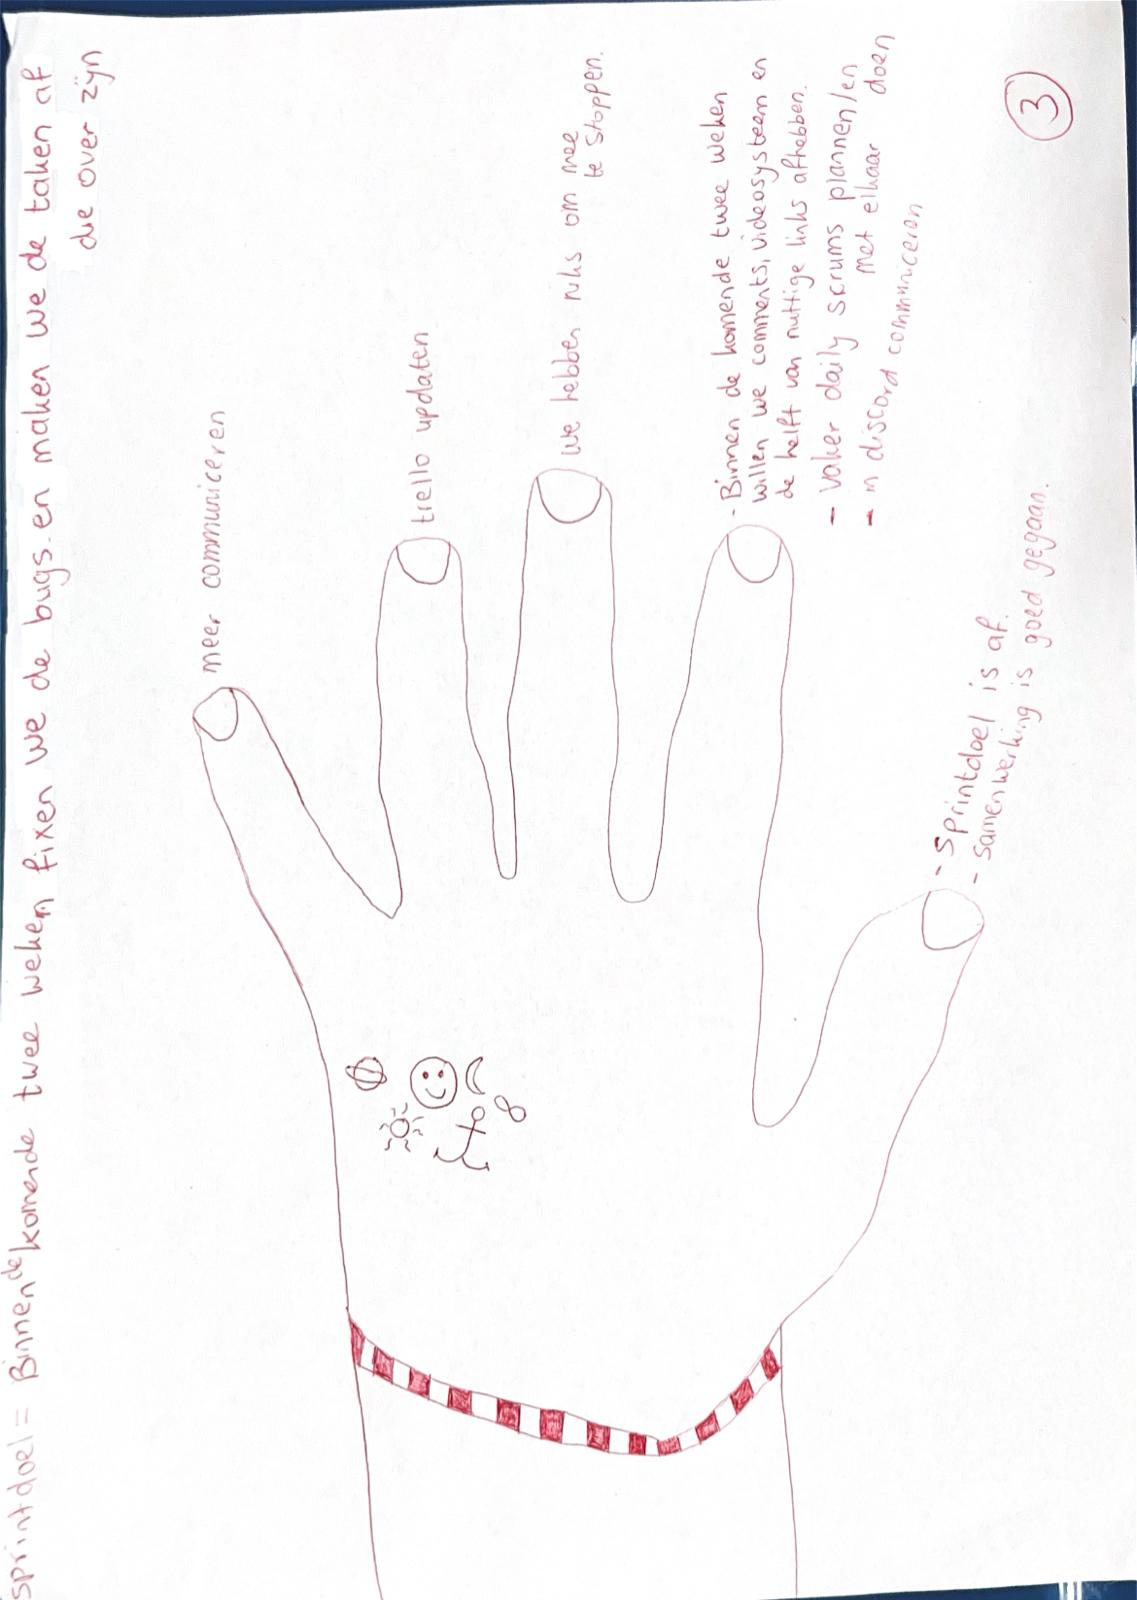 sprintdoel = Binnen de komende twee weken fixen we de bugs en maken we de taken af
die over zijn
meer communiceren
trello updaten
we hebben niks om mee
te stoppen.
- Binnen de komende twee weken
willen we comments, videosysteem en
de helft van nuttige links afhebben.
- vaker daily scrums plannen/en
met elkaar doen
- in discord communiceren
- Sprintdoel is af.
- Samenwerking is goed gegaan.
3